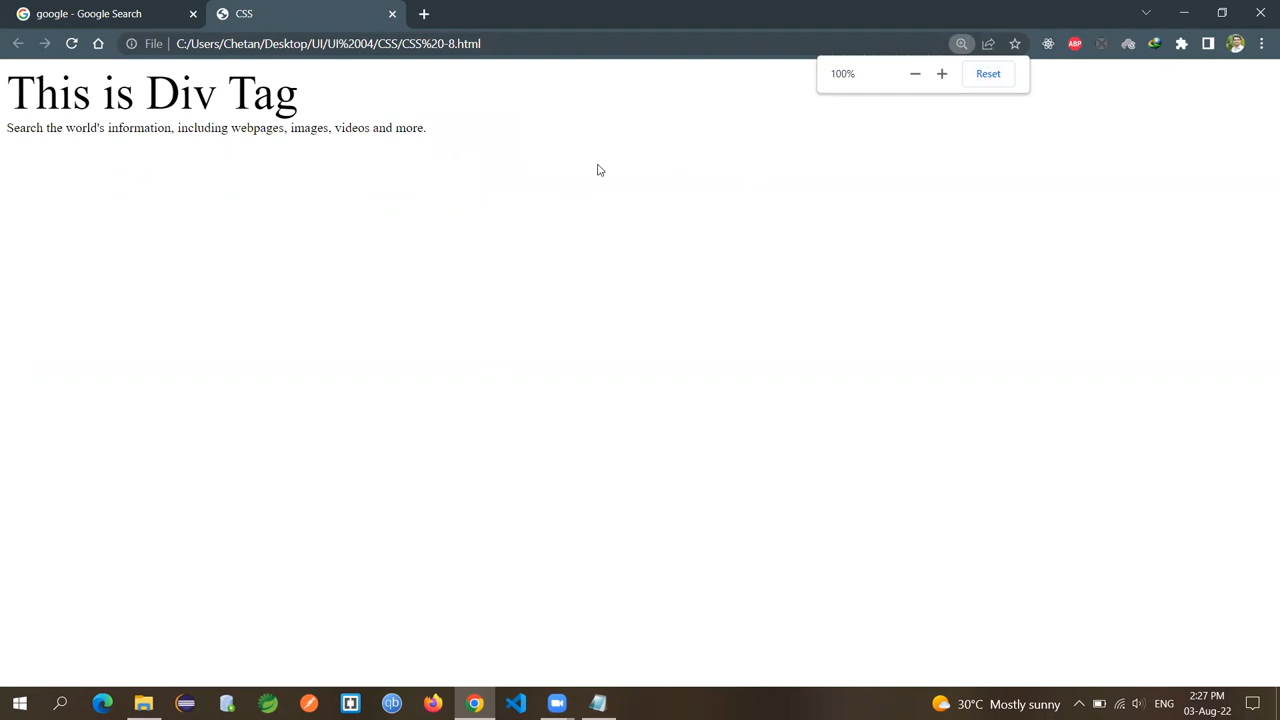 google - Google Search
CSS
File
C:/Users/Chetan/Desktop/UI/UI%2004/CSS/CSS%20-8.html
ABP
100%
Reset
This is Div Tag
Search the world's information, including webpages, images, videos and more.
qb
30°C Mostly sunny
ENG
2:27 PM
03-Aug-22